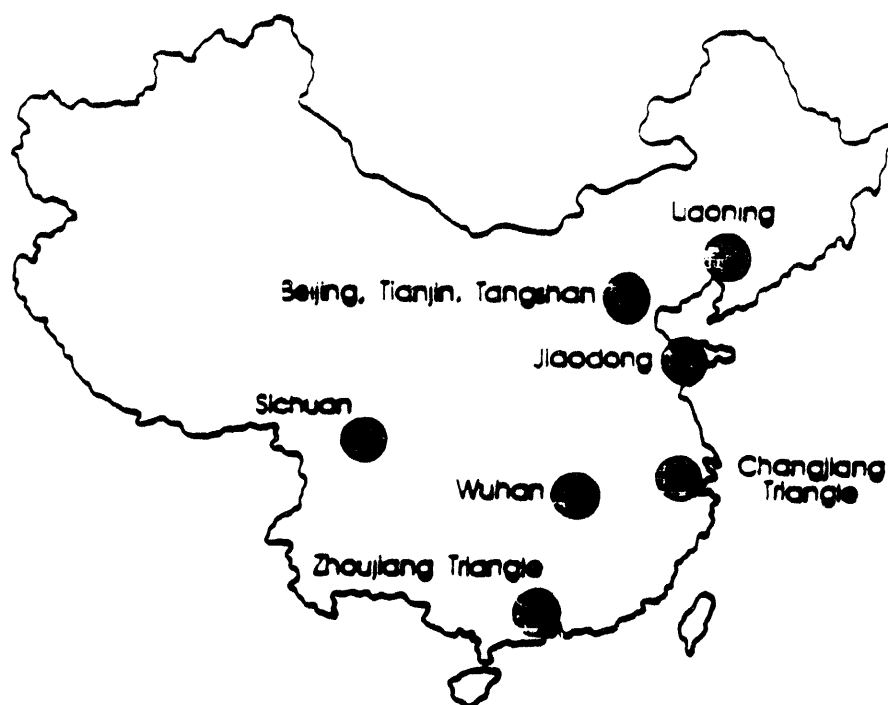 Liaoning
Beijing, Tianjin, Tangshan
Jiaodong
Sichuan
Changjiang
Triangle
Wuhan
Zhoujiang Triangle